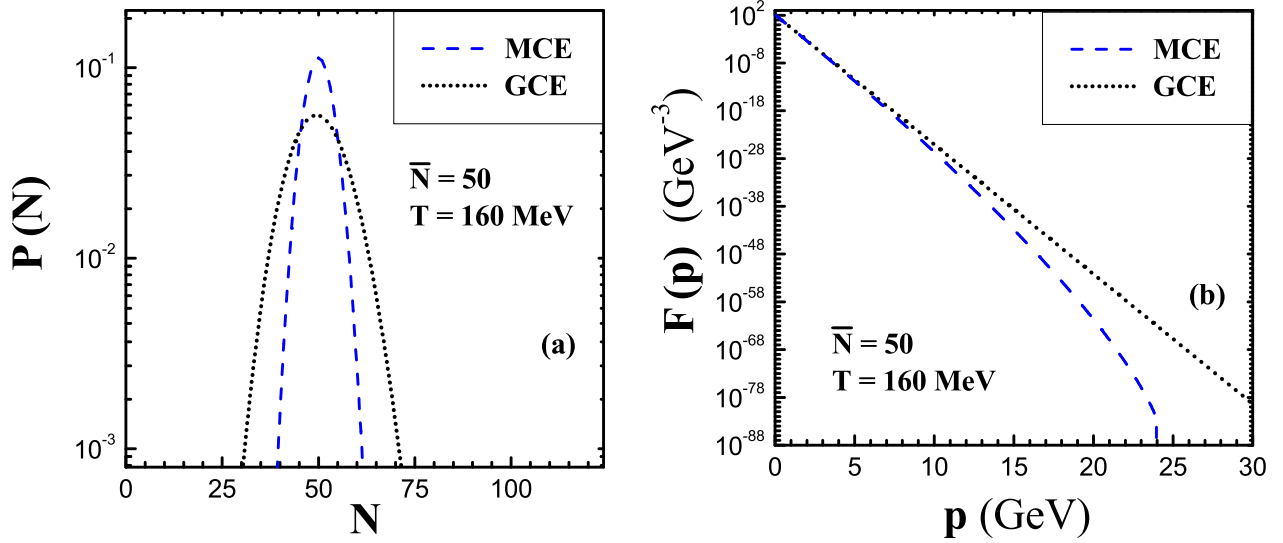 MCE
GCE
N̅ = 50
T = 160 MeV
(a)
P (N)
10⁻¹
10⁻²
10⁻³
0 25 50 75 100
N
MCE
GCE
N̅ = 50
T = 160 MeV
(b)
F (p) (GeV⁻³)
10²
10⁻⁸
10⁻¹⁸
10⁻²⁸
10⁻³⁸
10⁻⁴⁸
10⁻⁵⁸
10⁻⁶⁸
10⁻⁷⁸
10⁻⁸⁸
0 5 10 15 20 25 30
p (GeV)